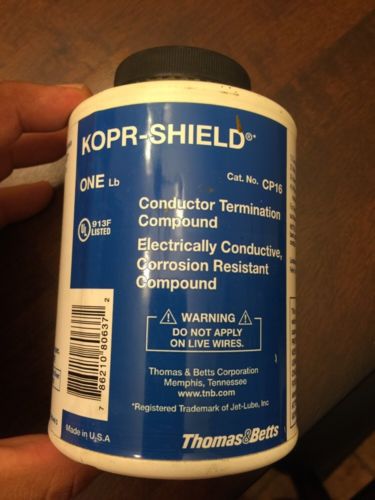 KOPR-SHIELD®*
ONE Lb
Cat. No. CP16
UL 913F
LISTED
Conductor Termination
Compound
Electrically Conductive,
Corrosion Resistant
Compound
WARNING
DO NOT APPLY
ON LIVE WIRES.
Thomas & Betts Corporation
Memphis, Tennessee
www.tnb.com
*Registered Trademark of Jet-Lube, Inc
7 86210 80637 2
Made in U.S.A
Thomas&Betts